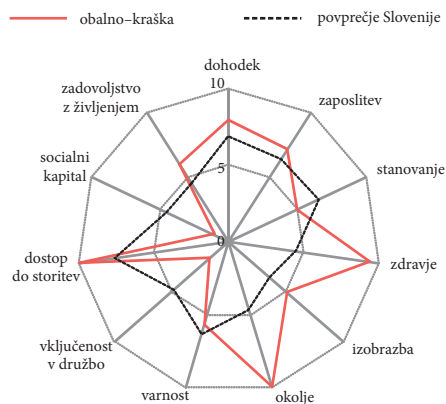 obalno–kraška
povprečje Slovenije
dohodek
10
zadovoljstvo
z življenjem
zaposlitev
socialni
kapital
5
stanovanje
0
dostop
do storitev
zdravje
vključenost
v družbo
izobrazba
varnost
okolje